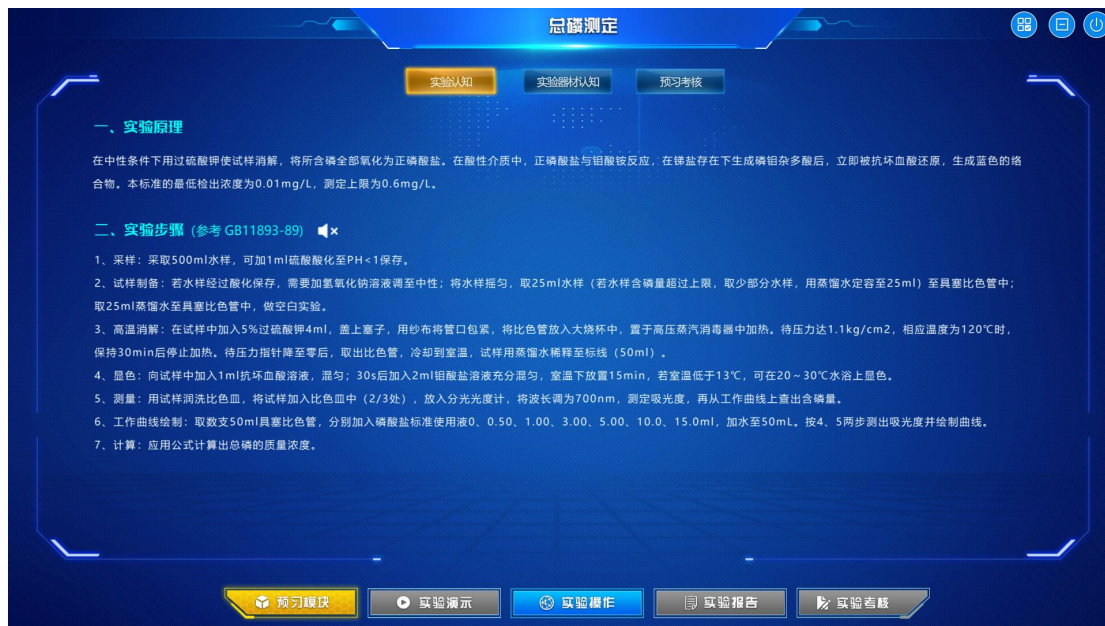 总磷测定
实验认知
实验器材认知
预习考核
一、实验原理
在中性条件下用过硫酸钾使试样消解，将所含磷全部氧化为正磷酸盐。在酸性介质中，正磷酸盐与钼酸铵反应，在锑盐存在下生成磷钼杂多酸后，立即被抗坏血酸还原，生成蓝色的络
合物。本标准的最低检出浓度为0.01mg/L，测定上限为0.6mg/L。
二、实验步骤 (参考 GB11893-89)
1、采样：采取500ml水样，可加1ml硫酸酸化至PH<1保存。
2、试样制备：若水样经过酸化保存，需要加氢氧化钠溶液调至中性；将水样摇匀，取25ml水样（若水样含磷量超过上限，取少部分水样，用蒸馏水定容至25ml）至具塞比色管中；
取25ml蒸馏水至具塞比色管中，做空白实验。
3、高温消解：在试样中加入5%过硫酸钾4ml，盖上塞子，用纱布将管口包紧，将比色管放入大烧杯中，置于高压蒸汽消毒器中加热。待压力达1.1kg/cm2，相应温度为120℃时，
保持30min后停止加热。待压力指针降至零后，取出比色管，冷却到室温，试样用蒸馏水稀释至标线（50ml）。
4、显色：向试样中加入1ml抗坏血酸溶液，混匀；30s后加入2ml钼酸盐溶液充分混匀，室温下放置15min，若室温低于13℃，可在20～30℃水浴上显色。
5、测量：用试样润洗比色皿，将试样加入比色皿中（2/3处），放入分光光度计，将波长调为700nm，测定吸光度，再从工作曲线上查出含磷量。
6、工作曲线绘制：取数支50ml具塞比色管，分别加入磷酸盐标准使用液0、0.50、1.00、3.00、5.00、10.0、15.0ml，加水至50mL。按4、5两步测出吸光度并绘制曲线。
7、计算：应用公式计算出总磷的质量浓度。
预习模块
实验演示
实验操作
实验报告
实验考核